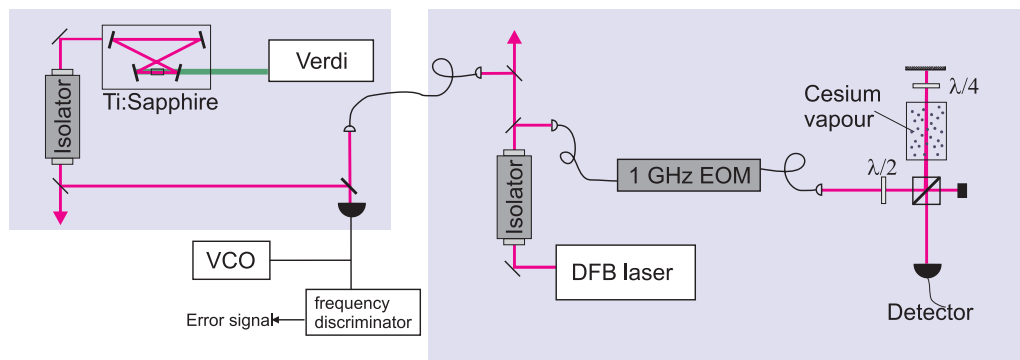 Verdi
Ti:Sapphire
Isolator
VCO
frequency
discriminator
Error signal
Isolator
DFB laser
1 GHz EOM
λ/2
λ/4
Cesium
vapour
Detector